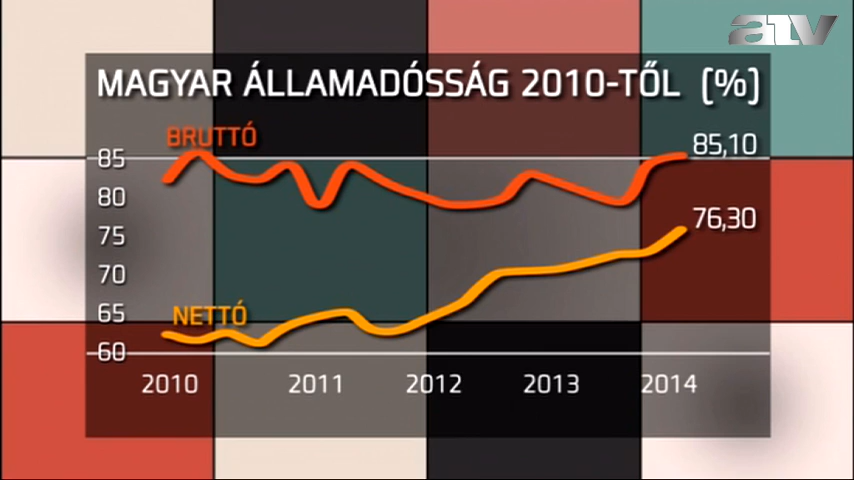 atv
MAGYAR ÁLLAMADÓSSÁG 2010-TŐL (%)
BRUTTÓ
85,10
85
80
76,30
75
70
NETTÓ
65
60
2010 2011 2012 2013 2014